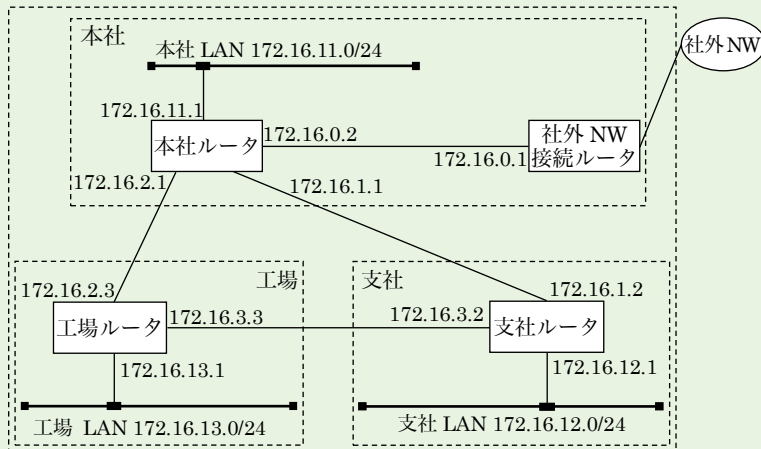 本社
社外NW
本社 LAN 172.16.11.0/24
172.16.11.1
本社ルータ
172.16.0.2
172.16.0.1
社外 NW
接続ルータ
172.16.2.1
172.16.1.1
172.16.2.3
工場
支社
172.16.1.2
工場ルータ
172.16.3.3
172.16.3.2
支社ルータ
172.16.13.1
172.16.12.1
工場 LAN 172.16.13.0/24
支社 LAN 172.16.12.0/24